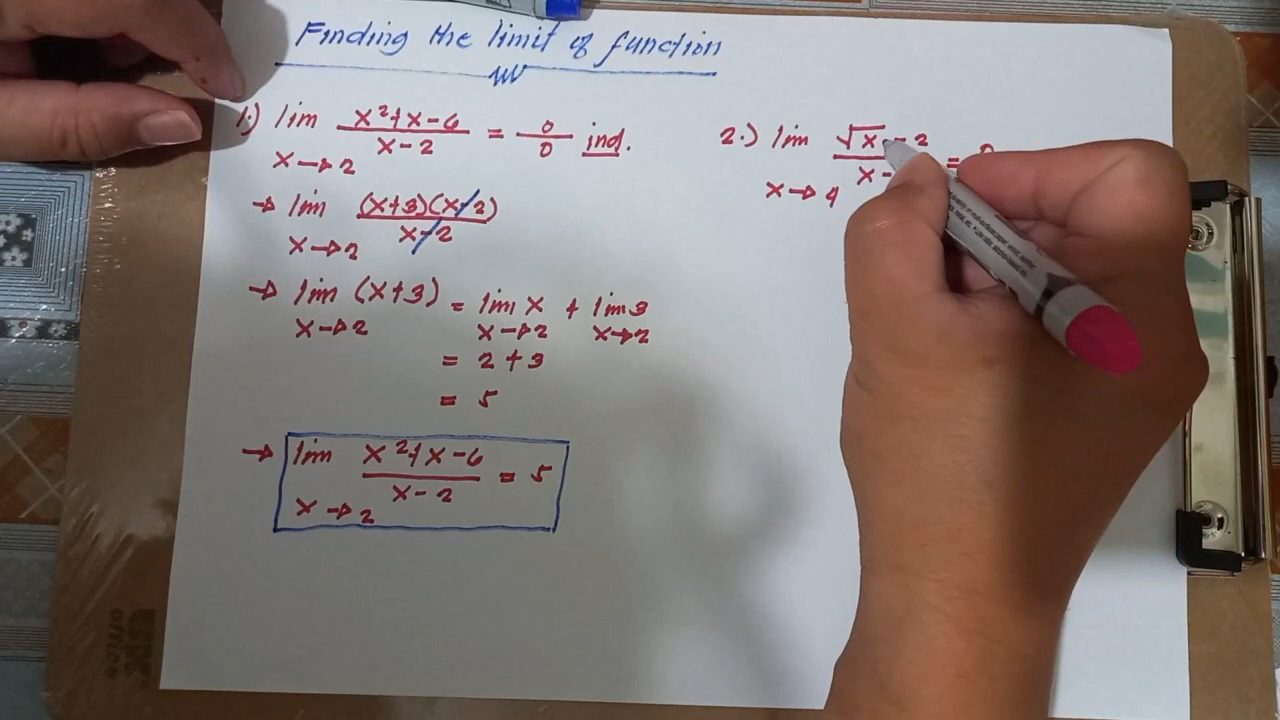 Finding the limit of function
1.) lim x²+x-6 / x-2 = 0/0 ind.
x→2
→ lim (x+3)(x-2) / x-2
x→2
→ lim (x+3) = lim x + lim 3
x→2 x→2 x→2
= 2+3
= 5
→ lim x²+x-6 / x-2 = 5
x→2
2.) lim √x-2 / x-
x→4
office